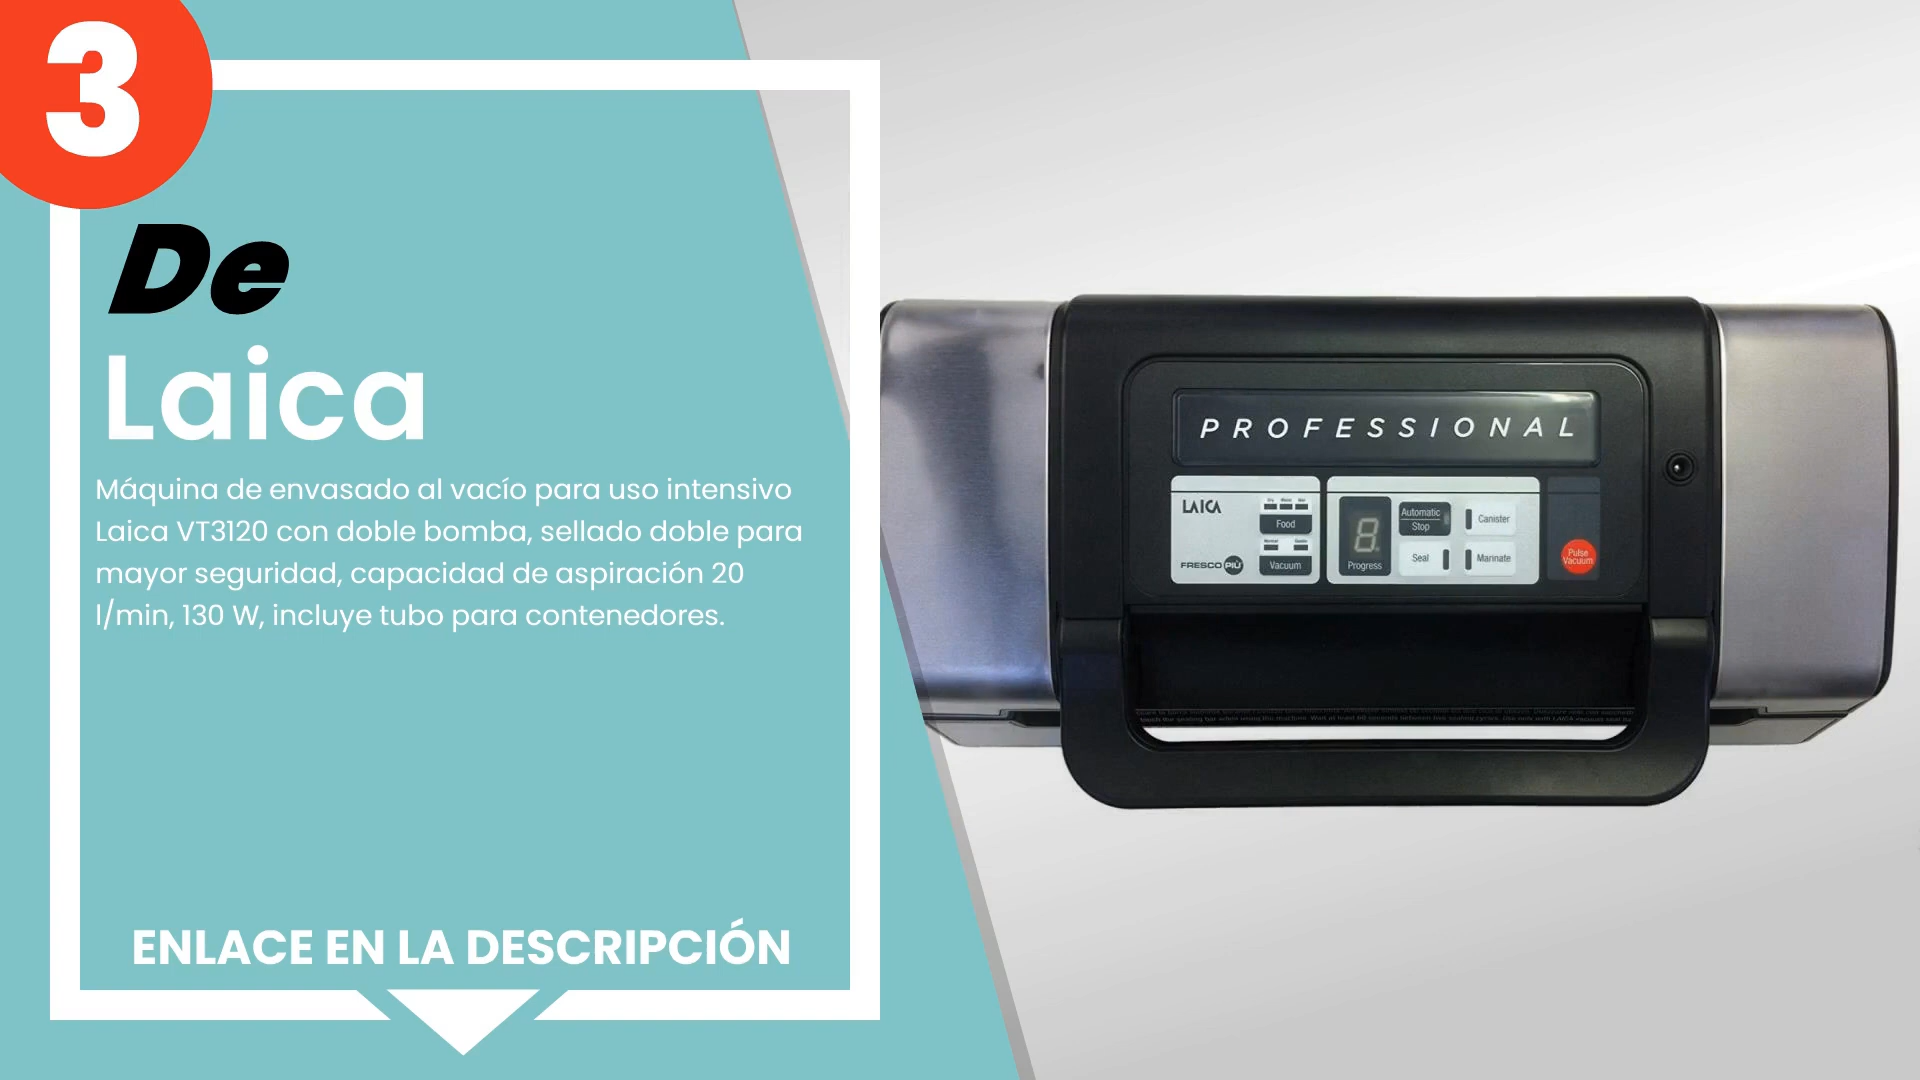 3
De
Laica
Máquina de envasado al vacío para uso intensivo
Laica VT3120 con doble bomba, sellado doble para
mayor seguridad, capacidad de aspiración 20
l/min, 130 W, incluye tubo para contenedores.
ENLACE EN LA DESCRIPCIÓN
PROFESSIONAL
LAICA
Food
FRESCO PIÙ
Vacuum
8.
Progress
Automatic
Stop
Seal
Canister
Marinate
Pulse
Vacuum